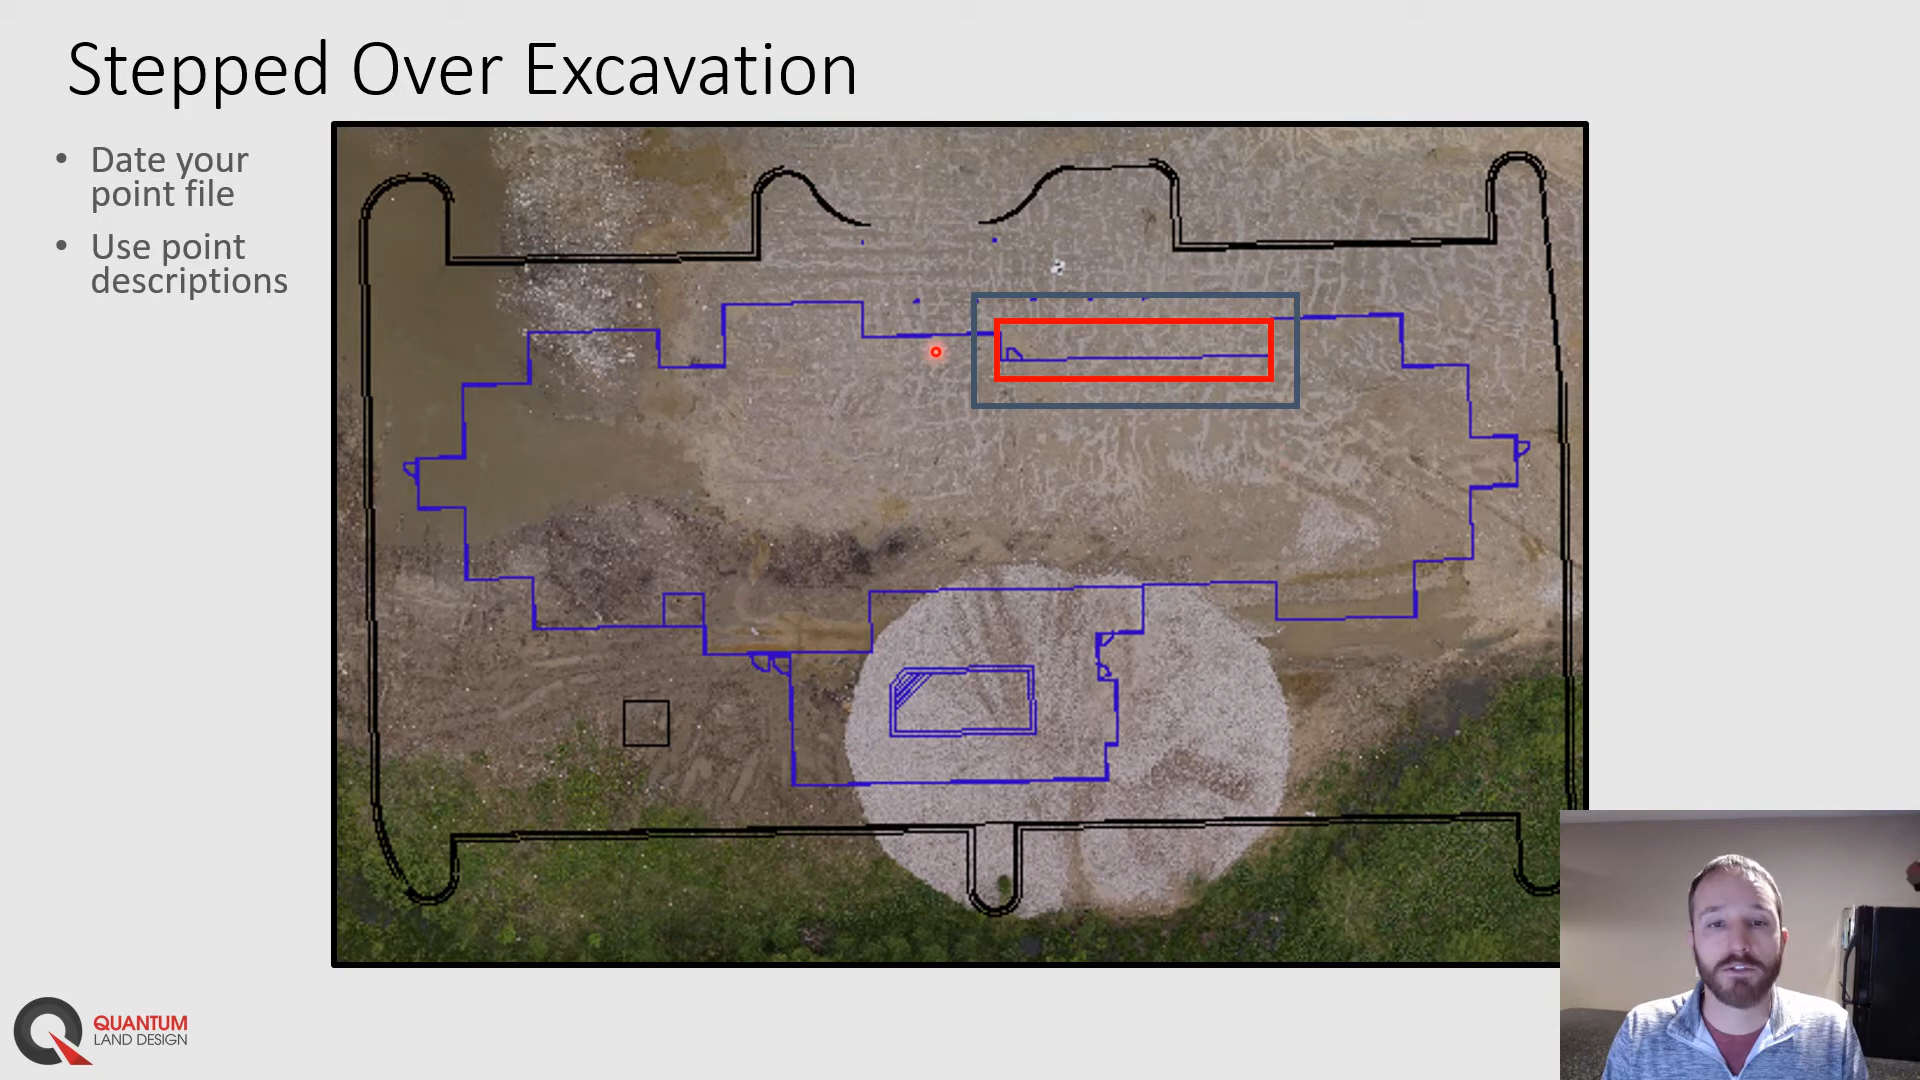 Stepped Over Excavation
• Date your
point file
• Use point
descriptions
QUANTUM
LAND DESIGN